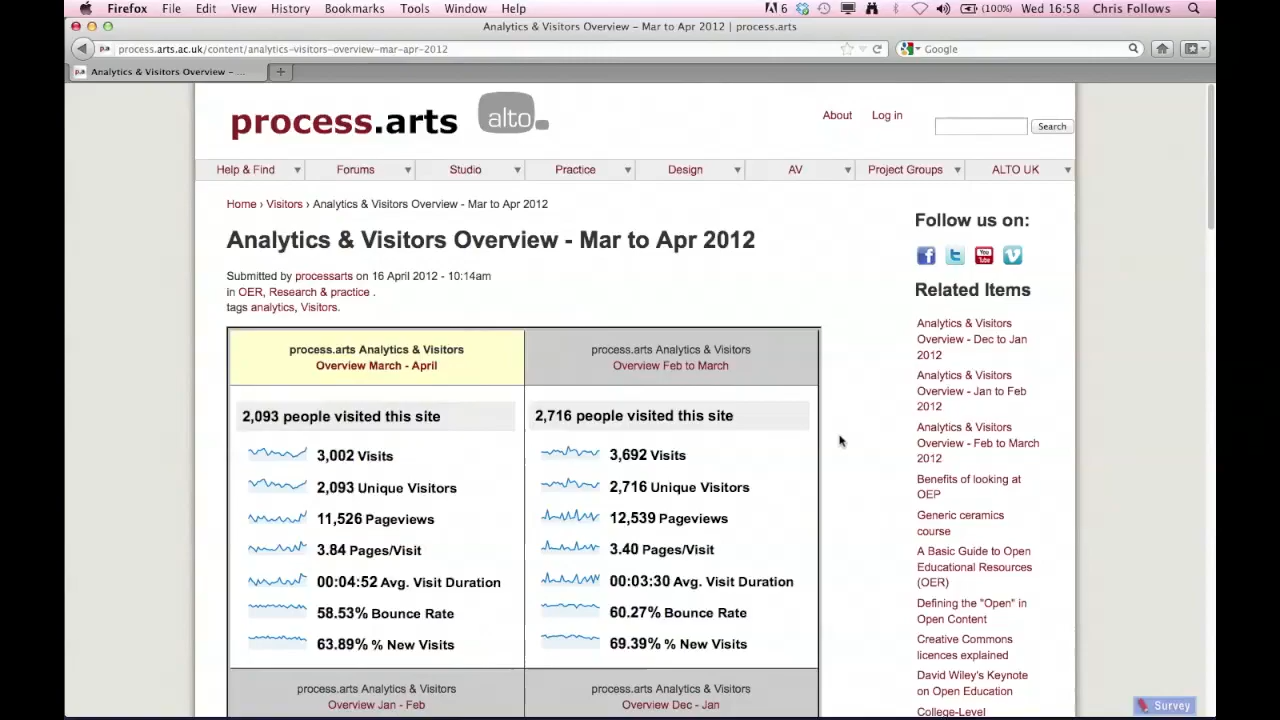 Firefox File Edit View History Bookmarks Tools Window Help 6 (100%) Wed 16:58 Chris Follows
Analytics & Visitors Overview – Mar to Apr 2012 | process.arts
process.arts.ac.uk/content/analytics-visitors-overview-mar-apr-2012
Google
Analytics & Visitors Overview – ...
process.arts alto
About Log in Search
Help & Find Forums Studio Practice Design AV Project Groups ALTO UK
Home › Visitors › Analytics & Visitors Overview - Mar to Apr 2012
Analytics & Visitors Overview - Mar to Apr 2012
Submitted by processarts on 16 April 2012 - 10:14am
in OER, Research & practice .
tags analytics, Visitors.
process.arts Analytics & Visitors
Overview March - April
2,093 people visited this site
3,002 Visits
2,093 Unique Visitors
11,526 Pageviews
3.84 Pages/Visit
00:04:52 Avg. Visit Duration
58.53% Bounce Rate
63.89% % New Visits
process.arts Analytics & Visitors
Overview Feb to March
2,716 people visited this site
3,692 Visits
2,716 Unique Visitors
12,539 Pageviews
3.40 Pages/Visit
00:03:30 Avg. Visit Duration
60.27% Bounce Rate
69.39% % New Visits
process.arts Analytics & Visitors
Overview Jan - Feb
process.arts Analytics & Visitors
Overview Dec - Jan
Follow us on:
You Tube
Related Items
Analytics & Visitors
Overview - Dec to Jan
2012
Analytics & Visitors
Overview - Jan to Feb
2012
Analytics & Visitors
Overview - Feb to March
2012
Benefits of looking at
OEP
Generic ceramics
course
A Basic Guide to Open
Educational Resources
(OER)
Defining the "Open" in
Open Content
Creative Commons
licences explained
David Wiley's Keynote
on Open Education
College-Level
Survey